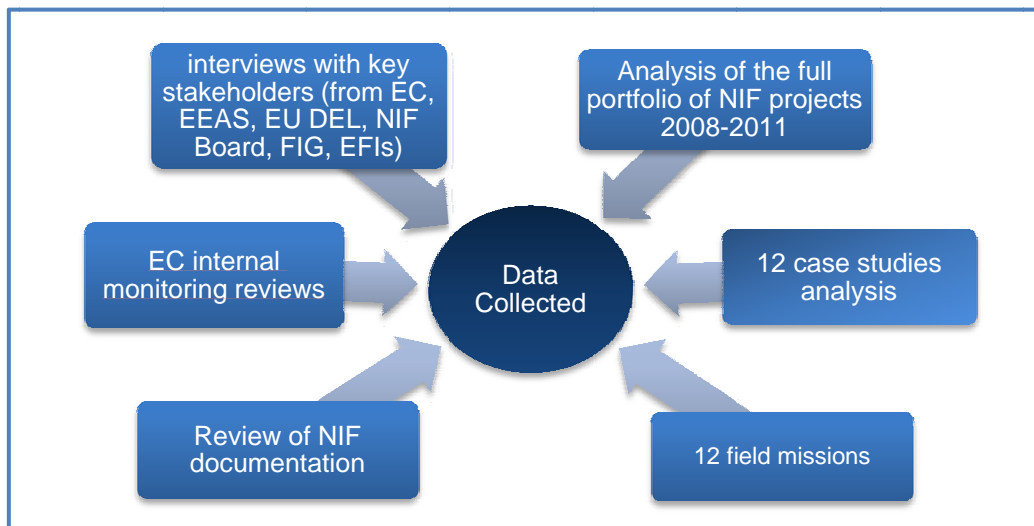 interviews with key
stakeholders (from EC,
EEAS, EU DEL, NIF
Board, FIG, EFIs)
Analysis of the full
portfolio of NIF projects
2008-2011
EC internal
monitoring reviews
Data
Collected
12 case studies
analysis
Review of NIF
documentation
12 field missions